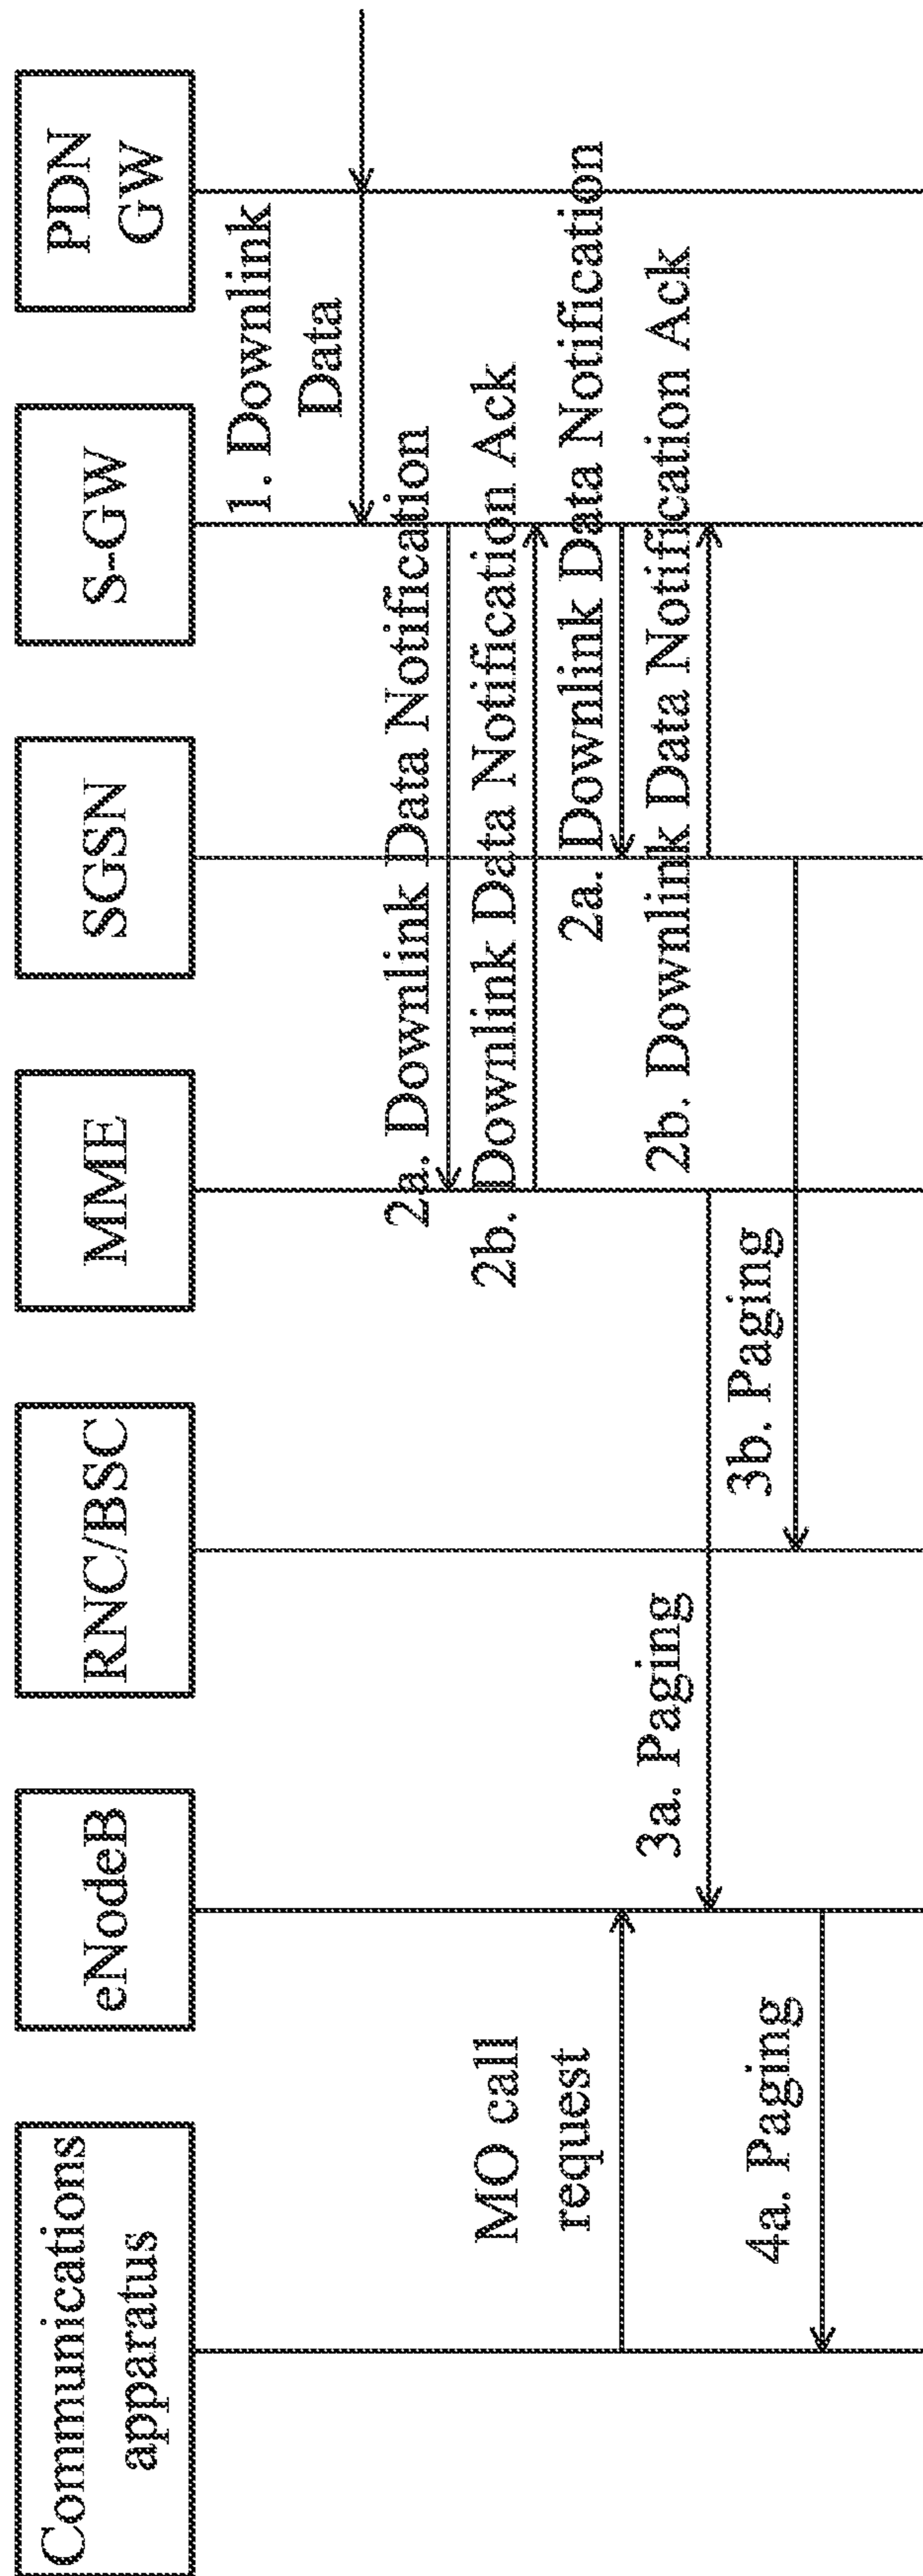 Communications
apparatus
eNodeB
RNC/BSC
MME
SGSN
S-GW
PDN
GW
1. Downlink
Data
2a. Downlink Data Notification
2b. Downlink Data Notification Ack
MO call
request
2a. Downlink Data Notification
3a. Paging
2b. Downlink Data Notification Ack
4a. Paging
3b. Paging